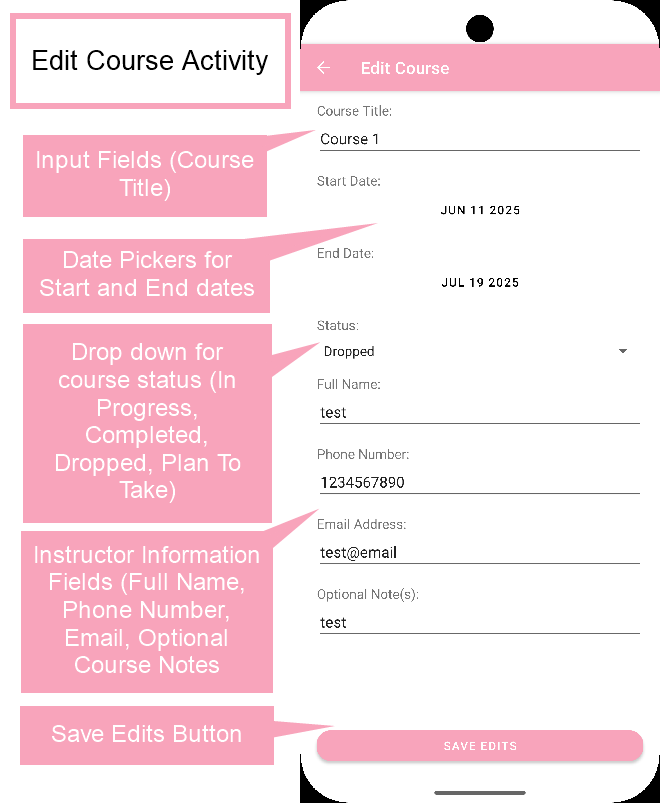 Edit Course Activity
Input Fields (Course
Title)
Date Pickers for
Start and End dates
Drop down for
course status (In
Progress,
Completed,
Dropped, Plan To
Take)
Instructor Information
Fields (Full Name,
Phone Number,
Email, Optional
Course Notes
Save Edits Button
Edit Course
Course Title:
Course 1
Start Date:
JUN 11 2025
End Date:
JUL 19 2025
Status:
Dropped
Full Name:
test
Phone Number:
1234567890
Email Address:
test@email
Optional Note(s):
test
SAVE EDITS